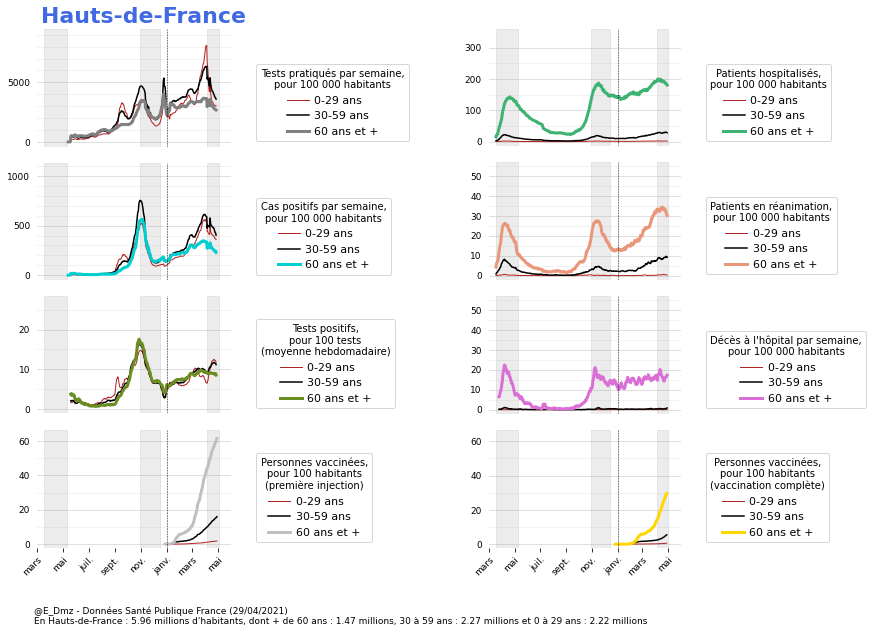 Hauts-de-France
5000
0
Tests pratiqués par semaine,
pour 100 000 habitants
0-29 ans
30-59 ans
60 ans et +
300
200
100
0
Patients hospitalisés,
pour 100 000 habitants
0-29 ans
30-59 ans
60 ans et +
1000
500
0
Cas positifs par semaine,
pour 100 000 habitants
0-29 ans
30-59 ans
60 ans et +
50
40
30
20
10
0
Patients en réanimation,
pour 100 000 habitants
0-29 ans
30-59 ans
60 ans et +
20
10
0
Tests positifs,
pour 100 tests
(moyenne hebdomadaire)
0-29 ans
30-59 ans
60 ans et +
50
40
30
20
10
0
Décès à l'hôpital par semaine,
pour 100 000 habitants
0-29 ans
30-59 ans
60 ans et +
60
40
20
0
mars
mai
juil.
sept.
nov.
janv.
mars
mai
Personnes vaccinées,
pour 100 habitants
(première injection)
0-29 ans
30-59 ans
60 ans et +
60
40
20
0
mars
mai
juil.
sept.
nov.
janv.
mars
mai
Personnes vaccinées,
pour 100 habitants
(vaccination complète)
0-29 ans
30-59 ans
60 ans et +
@E_Dmz - Données Santé Publique France (29/04/2021)
En Hauts-de-France : 5.96 millions d'habitants, dont + de 60 ans : 1.47 millions, 30 à 59 ans : 2.27 millions et 0 à 29 ans : 2.22 millions